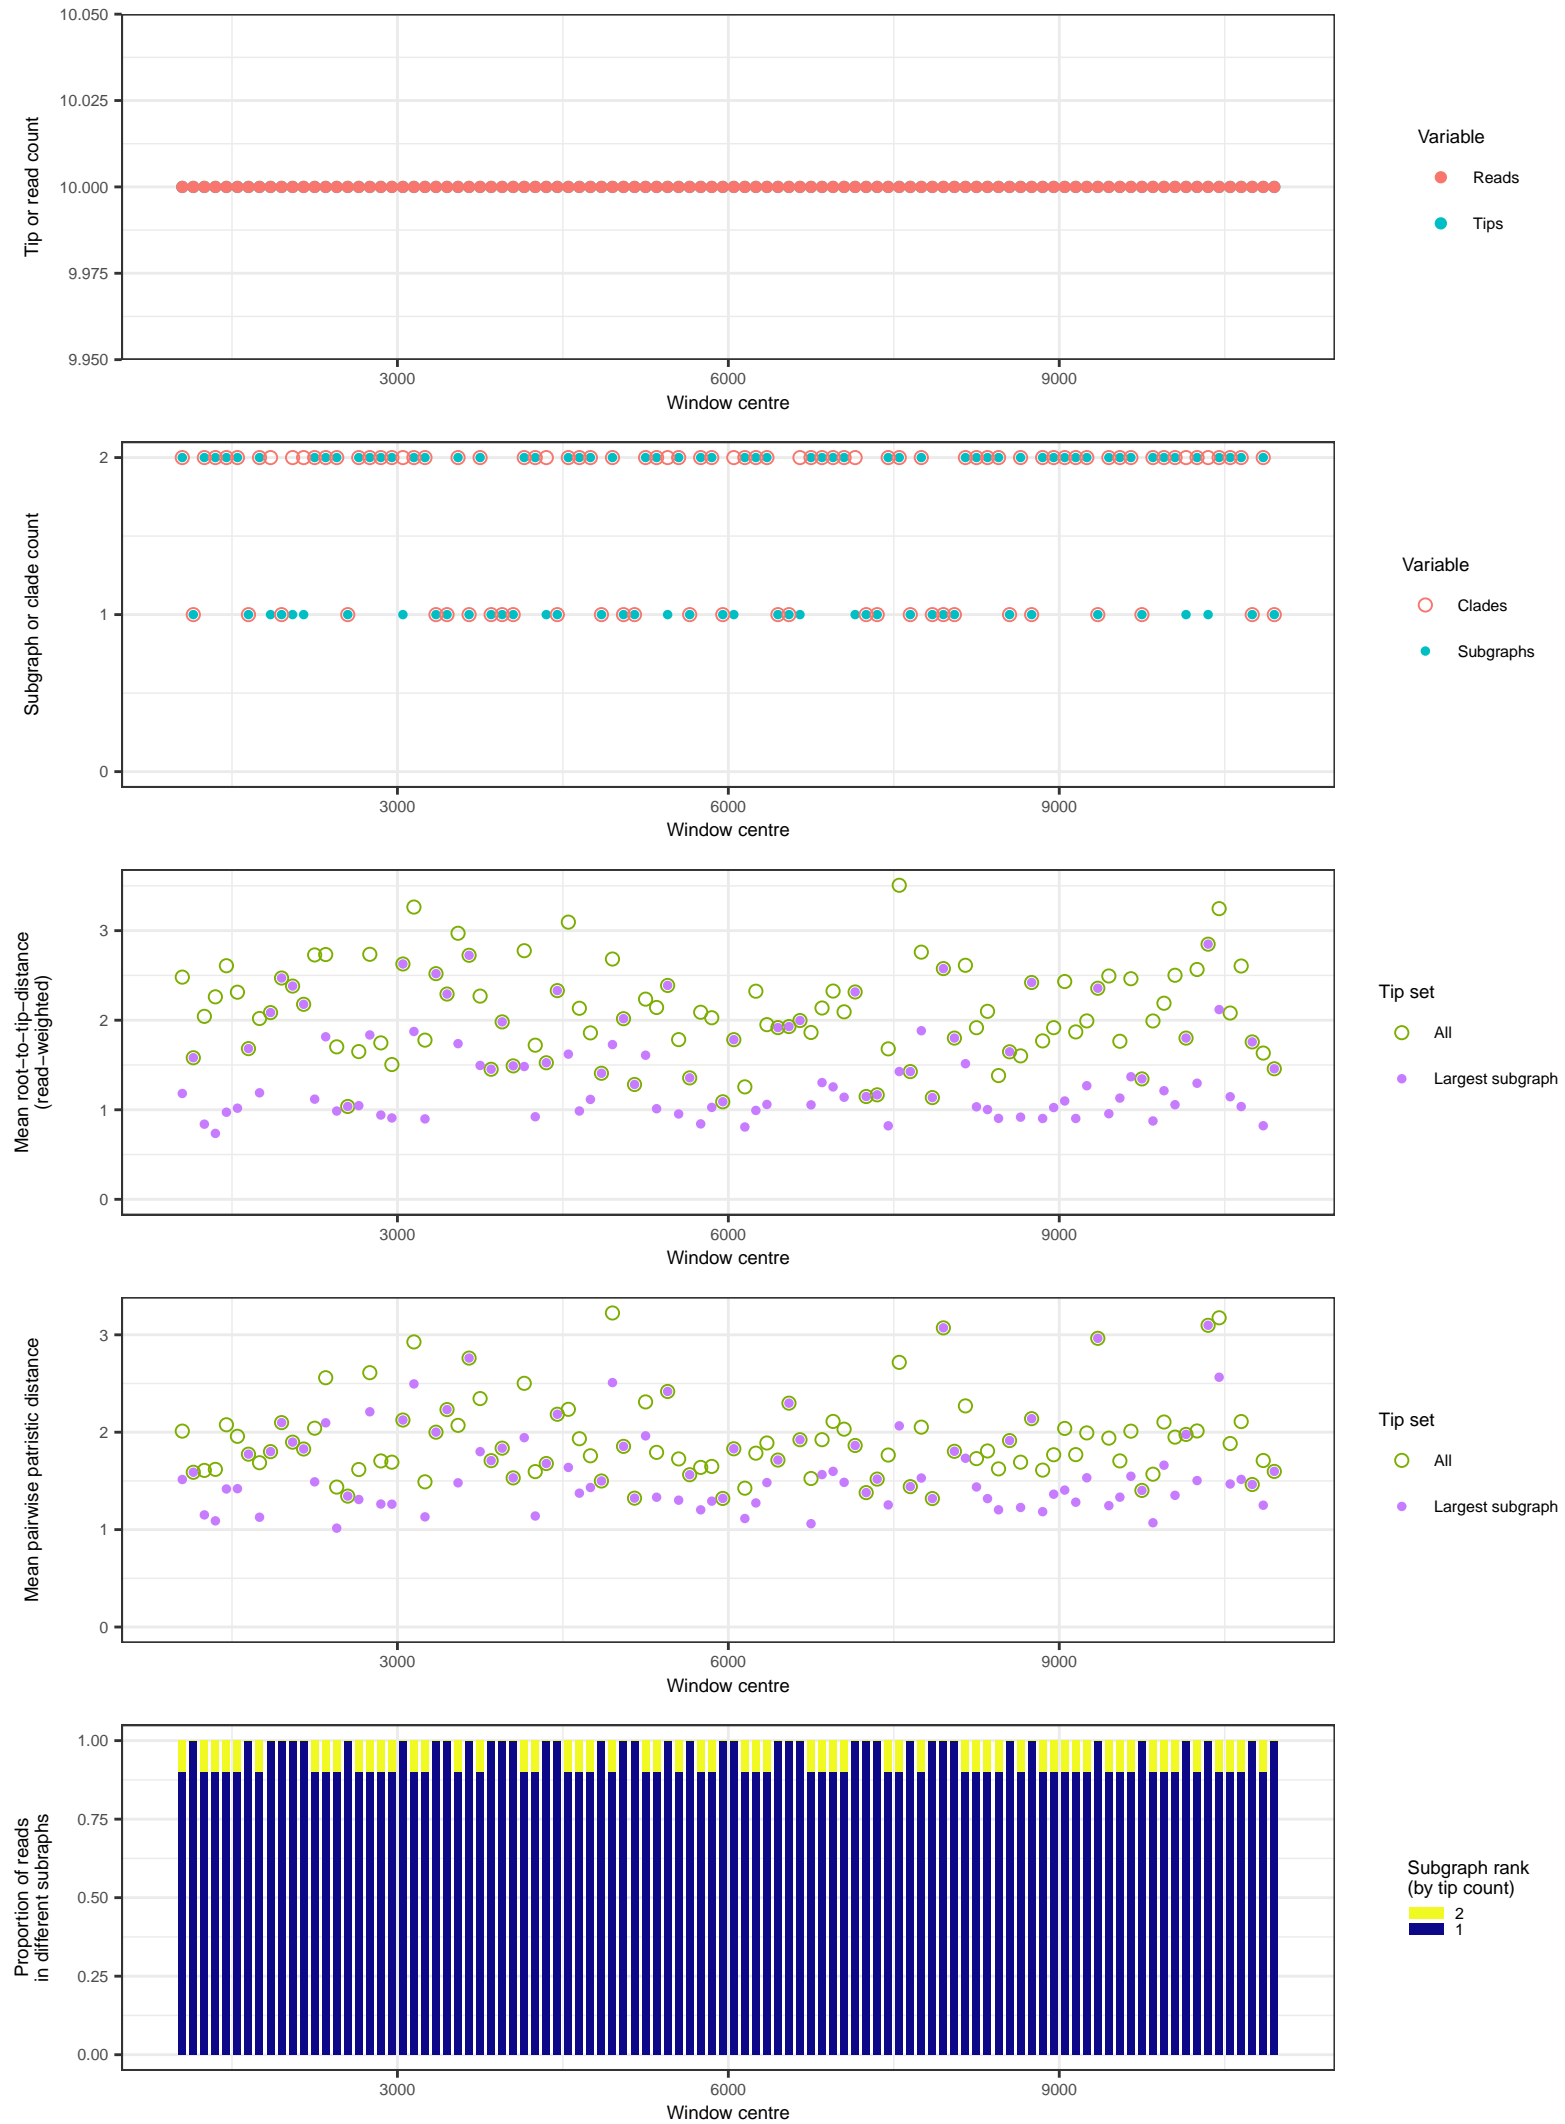 10.050
10.025
10.000
9.975
9.950
Tip or read count
3000 6000 9000
Window centre
Variable
Reads
Tips
2
1
0
Subgraph or clade count
3000 6000 9000
Window centre
Variable
Clades
Subgraphs
3
2
1
0
Mean root−to−tip−distance
(read−weighted)
3000 6000 9000
Window centre
Tip set
All
Largest subgraph
3
2
1
0
Mean pairwise patristic distance
3000 6000 9000
Window centre
Tip set
All
Largest subgraph
1.00
0.75
0.50
0.25
0.00
Proportion of reads
in different subraphs
3000 6000 9000
Window centre
Subgraph rank
(by tip count)
2
1